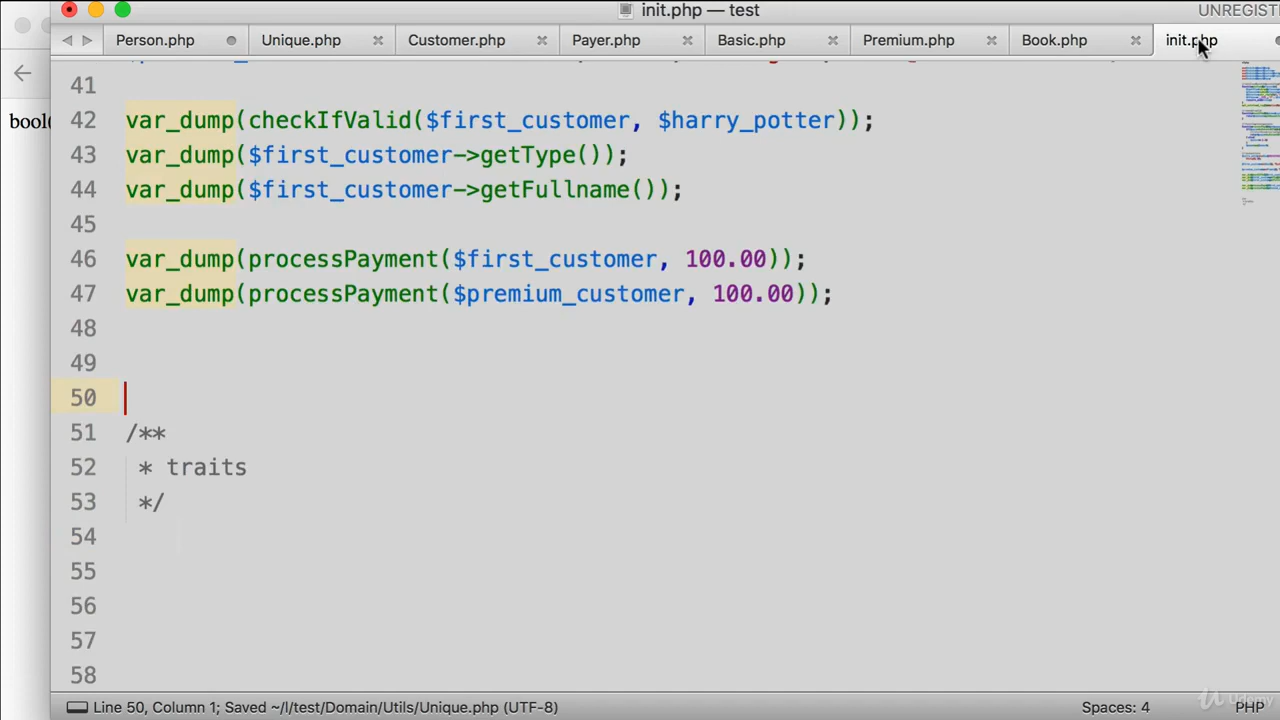 init.php — test
UNREGIST
Person.php
Unique.php
Customer.php
Payer.php
Basic.php
Premium.php
Book.php
init.php
bool(
41
42 var_dump(checkIfValid($first_customer, $harry_potter));
43 var_dump($first_customer->getType());
44 var_dump($first_customer->getFullname());
45
46 var_dump(processPayment($first_customer, 100.00));
47 var_dump(processPayment($premium_customer, 100.00));
48
49
50
51 /**
52 * traits
53 */
54
55
56
57
58
Line 50, Column 1; Saved ~/l/test/Domain/Utils/Unique.php (UTF-8)
Spaces: 4
PHP
Udemy